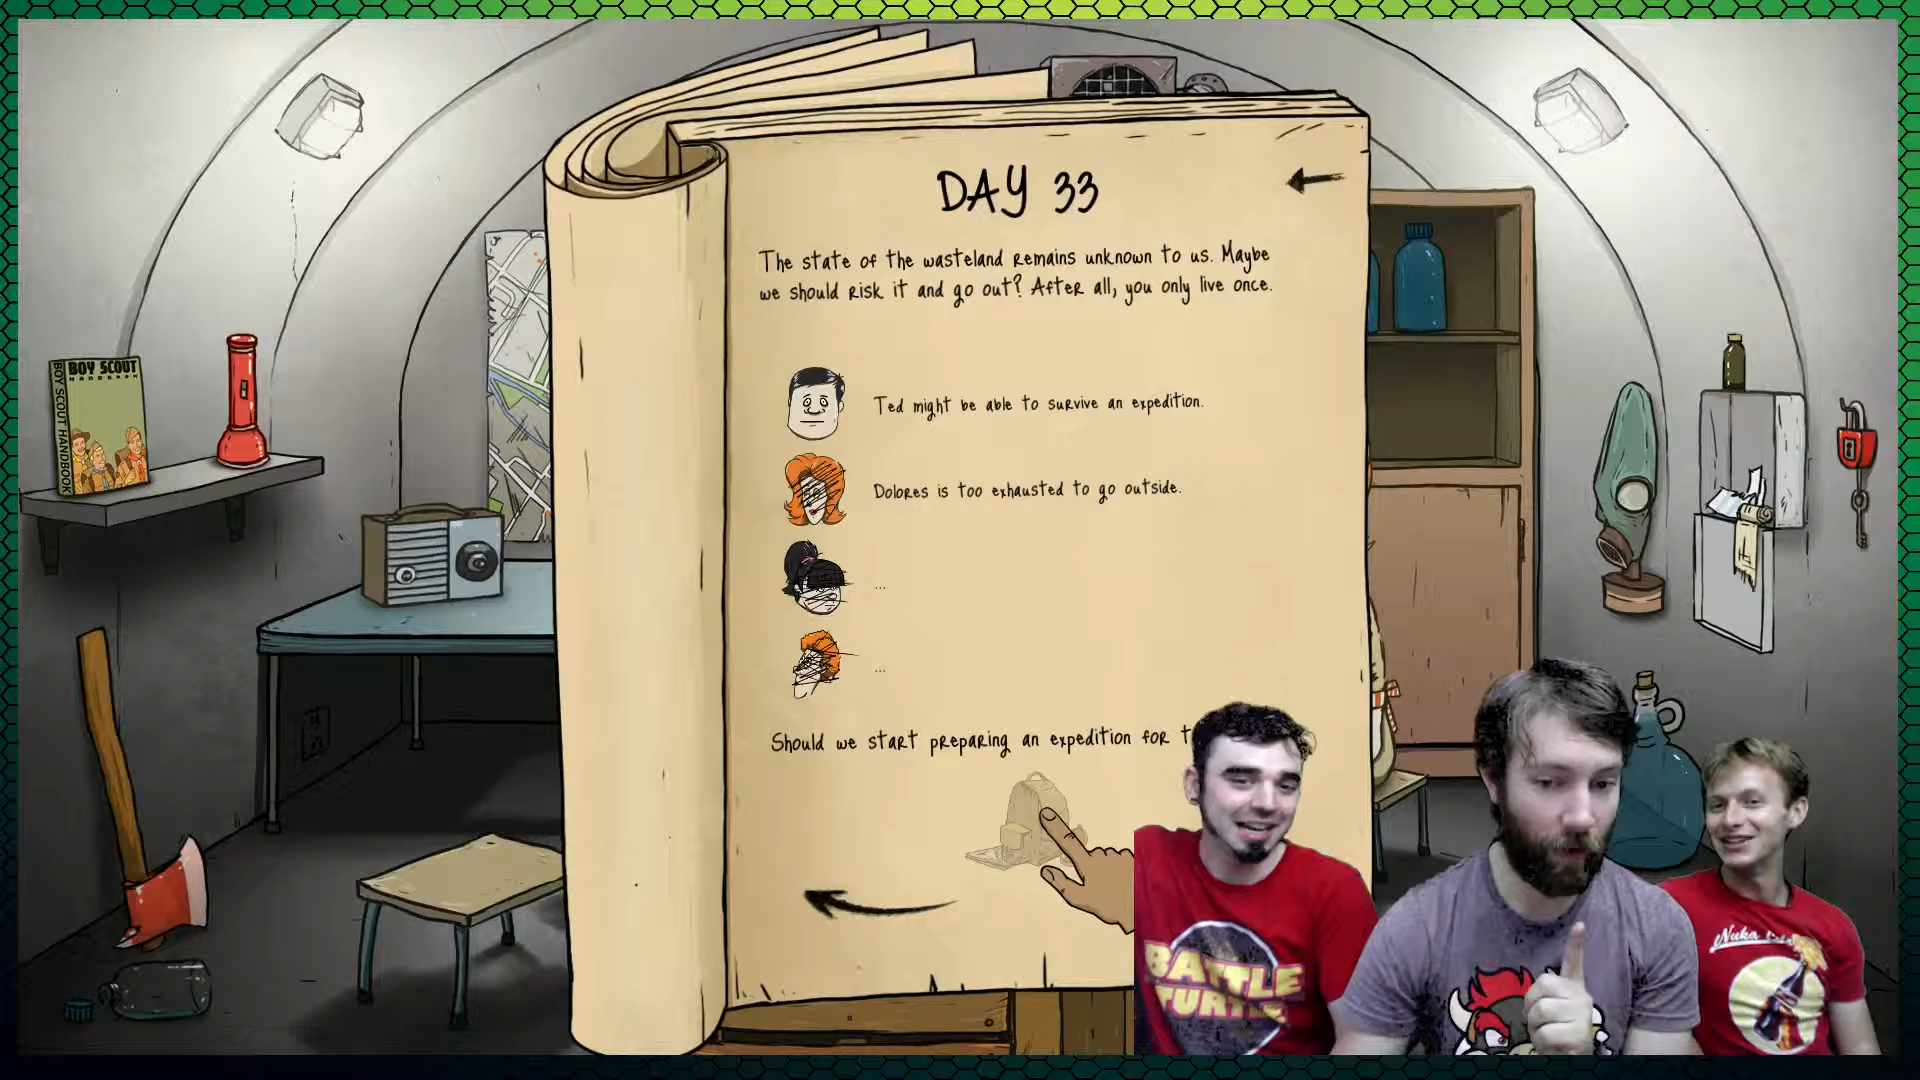 DAY 33
The state of the wasteland remains unknown to us. Maybe
we should risk it and go out? After all, you only live once.
Ted might be able to survive an expedition.
Dolores is too exhausted to go outside.
...
...
Should we start preparing an expedition for
BOY SCOUT
HANDBOOK
BOY SCOUT HANDBOOK
BATTLE
TURTLE
Nuka